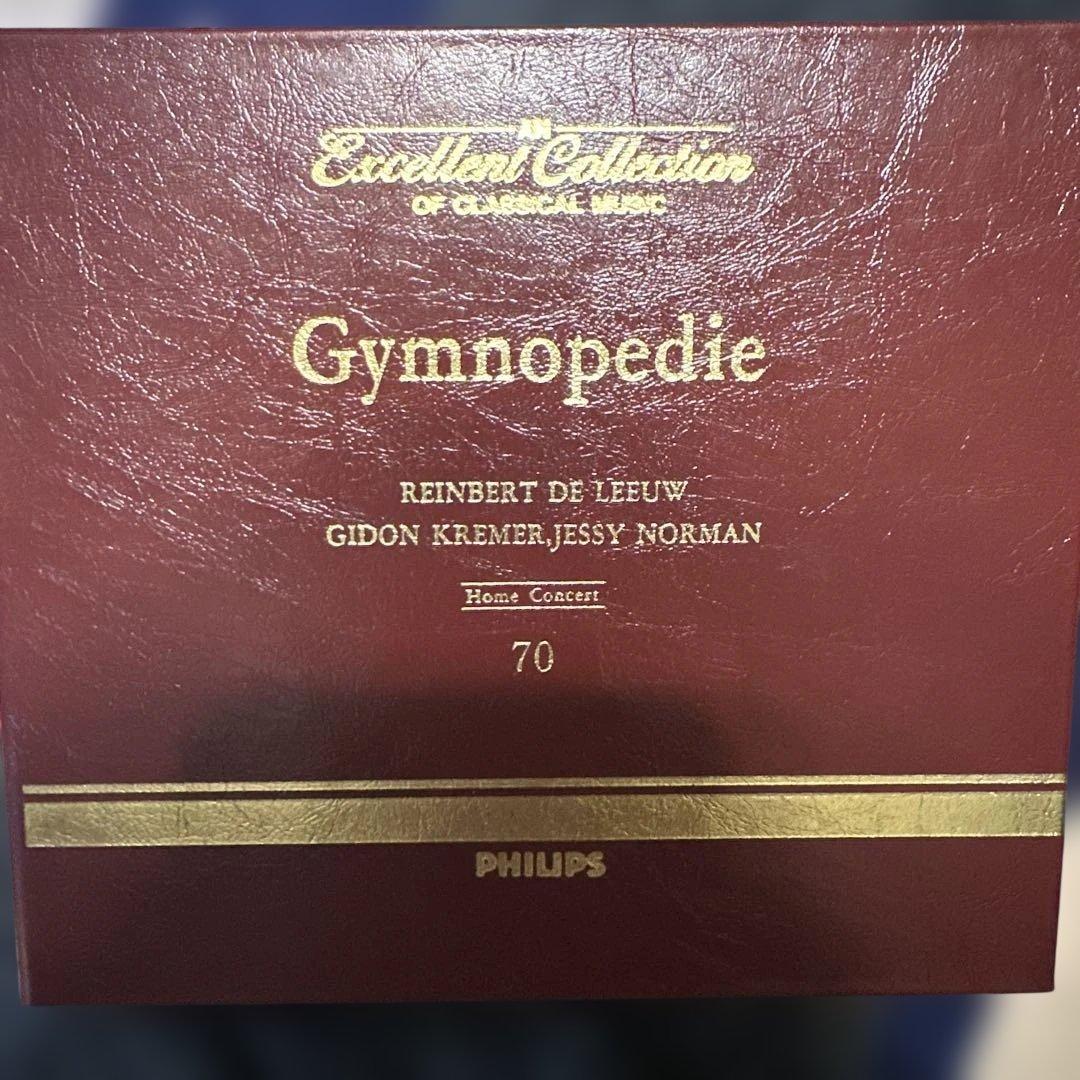 AN
Excellent Collection
OF CLASSICAL MUSIC
Gymnopedie
REINBERT DE LEEUW
GIDON KREMER,JESSY NORMAN
Home Concert
70
PHILIPS